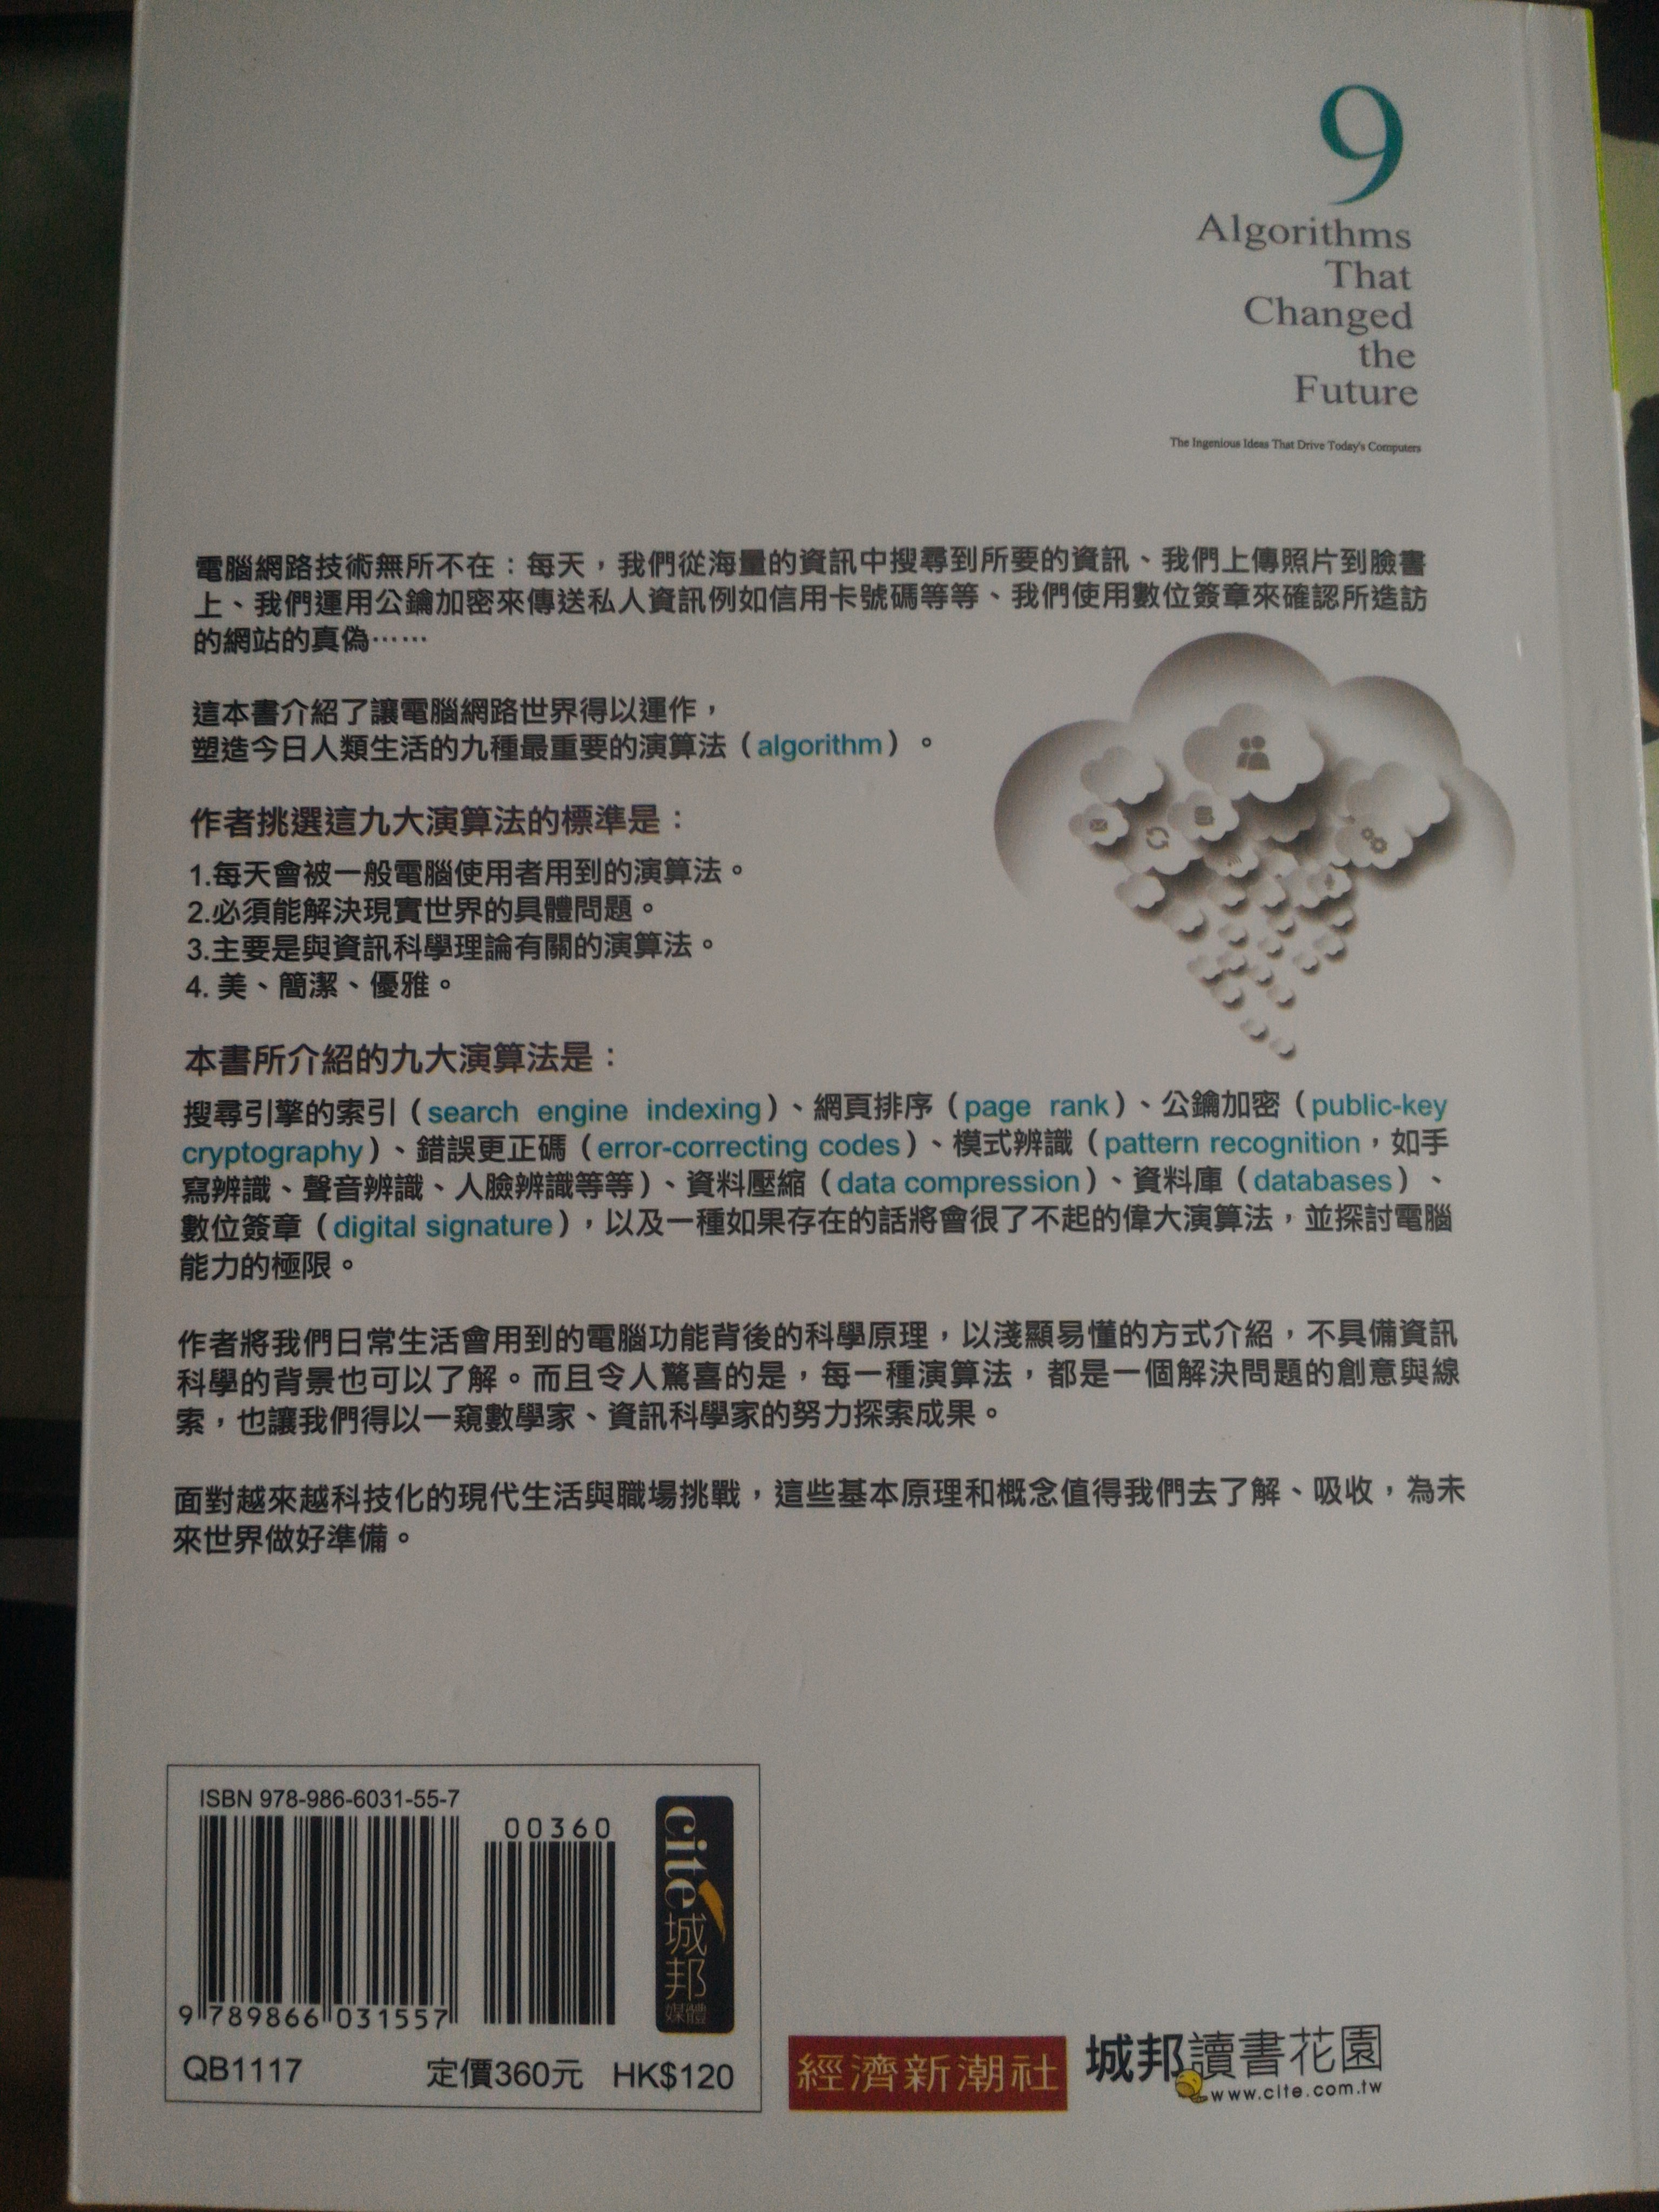 9
Algorithms
That
Changed
the
Future
The Ingenious Ideas That Drive Today's Computers
電腦網路技術無所不在：每天，我們從海量的資訊中搜尋到所要的資訊、我們上傳照片到臉書
上、我們運用公鑰加密來傳送私人資訊例如信用卡號碼等等、我們使用數位簽章來確認所造訪
的網站的真偽⋯⋯
這本書介紹了讓電腦網路世界得以運作，
塑造今日人類生活的九種最重要的演算法（algorithm）。
作者挑選這九大演算法的標準是：
1.每天會被一般電腦使用者用到的演算法。
2.必須能解決現實世界的具體問題。
3.主要是與資訊科學理論有關的演算法。
4. 美、簡潔、優雅。
本書所介紹的九大演算法是：
搜尋引擎的索引（search engine indexing）、網頁排序（page rank）、公鑰加密（public-key
cryptography）、錯誤更正碼（error-correcting codes）、模式辨識（pattern recognition，如手
寫辨識、聲音辨識、人臉辨識等等）、資料壓縮（data compression）、資料庫（databases）、
數位簽章（digital signature），以及一種如果存在的話將會很了不起的偉大演算法，並探討電腦
能力的極限。
作者將我們日常生活會用到的電腦功能背後的科學原理，以淺顯易懂的方式介紹，不具備資訊
科學的背景也可以了解。而且令人驚喜的是，每一種演算法，都是一個解決問題的創意與線
索，也讓我們得以一窺數學家、資訊科學家的努力探索成果。
面對越來越科技化的現代生活與職場挑戰，這些基本原理和概念值得我們去了解、吸收，為未
來世界做好準備。
ISBN 978-986-6031-55-7
00360
9 789866 031557
QB1117 定價360元 HK$120
cité城邦媒體
經濟新潮社
城邦讀書花園
www.cite.com.tw